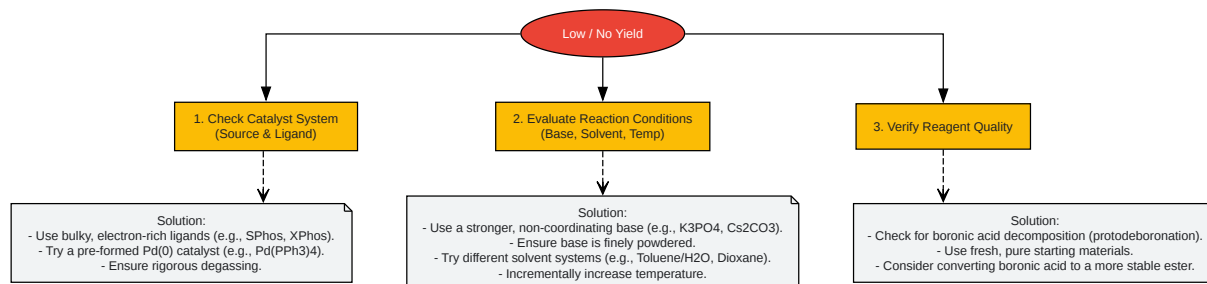 Low / No Yield
1. Check Catalyst System
(Source & Ligand)
2. Evaluate Reaction Conditions
(Base, Solvent, Temp)
3. Verify Reagent Quality
Solution:
- Use bulky, electron-rich ligands (e.g., SPhos, XPhos).
- Try a pre-formed Pd(0) catalyst (e.g., Pd(PPh3)4).
- Ensure rigorous degassing.
Solution:
- Use a stronger, non-coordinating base (e.g., K3PO4, Cs2CO3).
- Ensure base is finely powdered.
- Try different solvent systems (e.g., Toluene/H2O, Dioxane).
- Incrementally increase temperature.
Solution:
- Check for boronic acid decomposition (protodeboronation).
- Use fresh, pure starting materials.
- Consider converting boronic acid to a more stable ester.